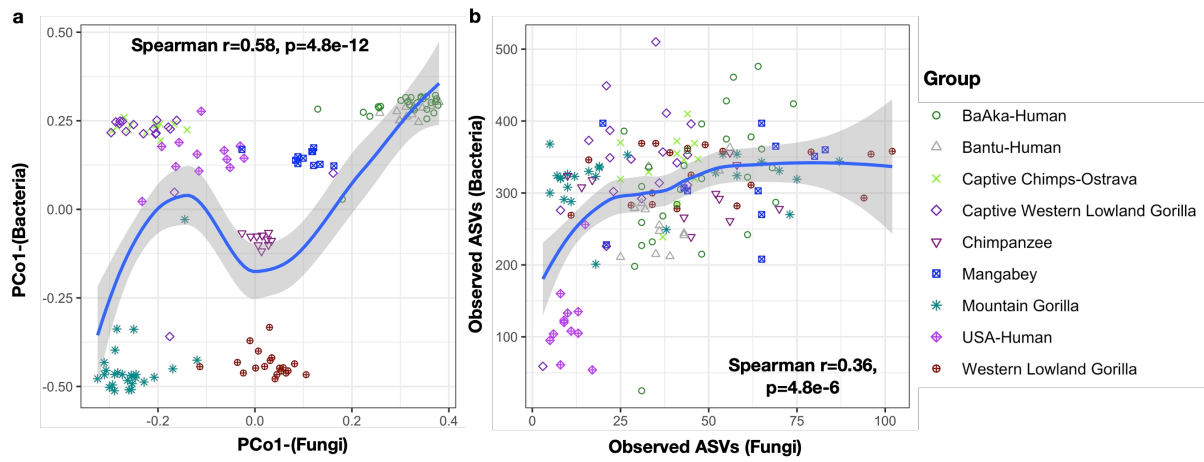 a
Spearman r=0.58, p=4.8e-12
PCo1-(Bacteria)
0.50
0.25
0.00
-0.25
-0.50
-0.2
0.0
0.2
0.4
PCo1-(Fungi)
b
Observed ASVs (Bacteria)
500
400
300
200
100
Spearman r=0.36,
p=4.8e-6
0
25
50
75
100
Observed ASVs (Fungi)
Group
BaAka-Human
Bantu-Human
Captive Chimps-Ostrava
Captive Western Lowland Gorilla
Chimpanzee
Mangabey
Mountain Gorilla
USA-Human
Western Lowland Gorilla